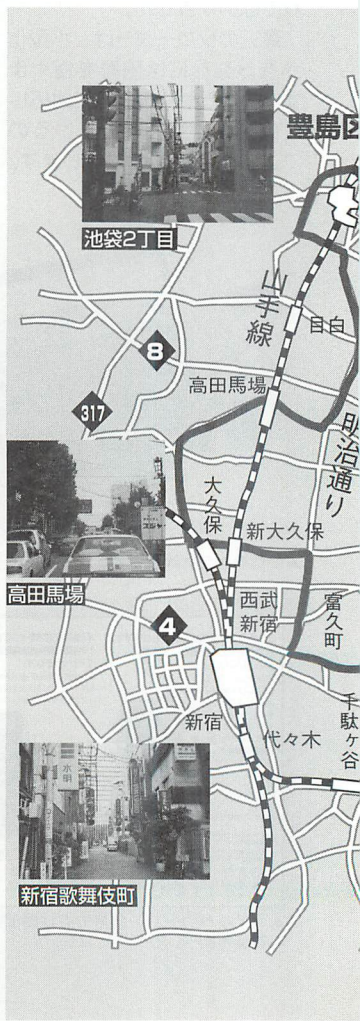 豊島区
池袋2丁目
山手線
目白
8
高田馬場
317
明治通り
大久保
新大久保
高田馬場
西武
新宿
富久町
4
新宿
代々木
千駄ヶ谷
水明
新宿歌舞伎町